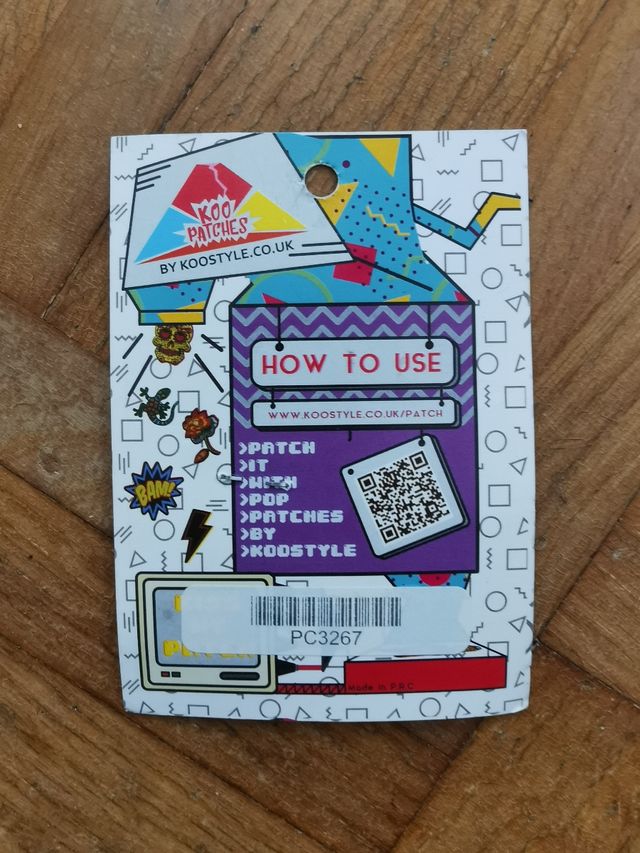 KOO
PATCHES
BY KOOSTYLE.CO.UK
HOW TO USE
WWW.KOOSTYLE.CO.UK/PATCH
>PATCH
>IT
>WITH
>POP
>PATCHES
>BY
>KOOSTYLE
BAM!
PC3267
Made in P.R.C